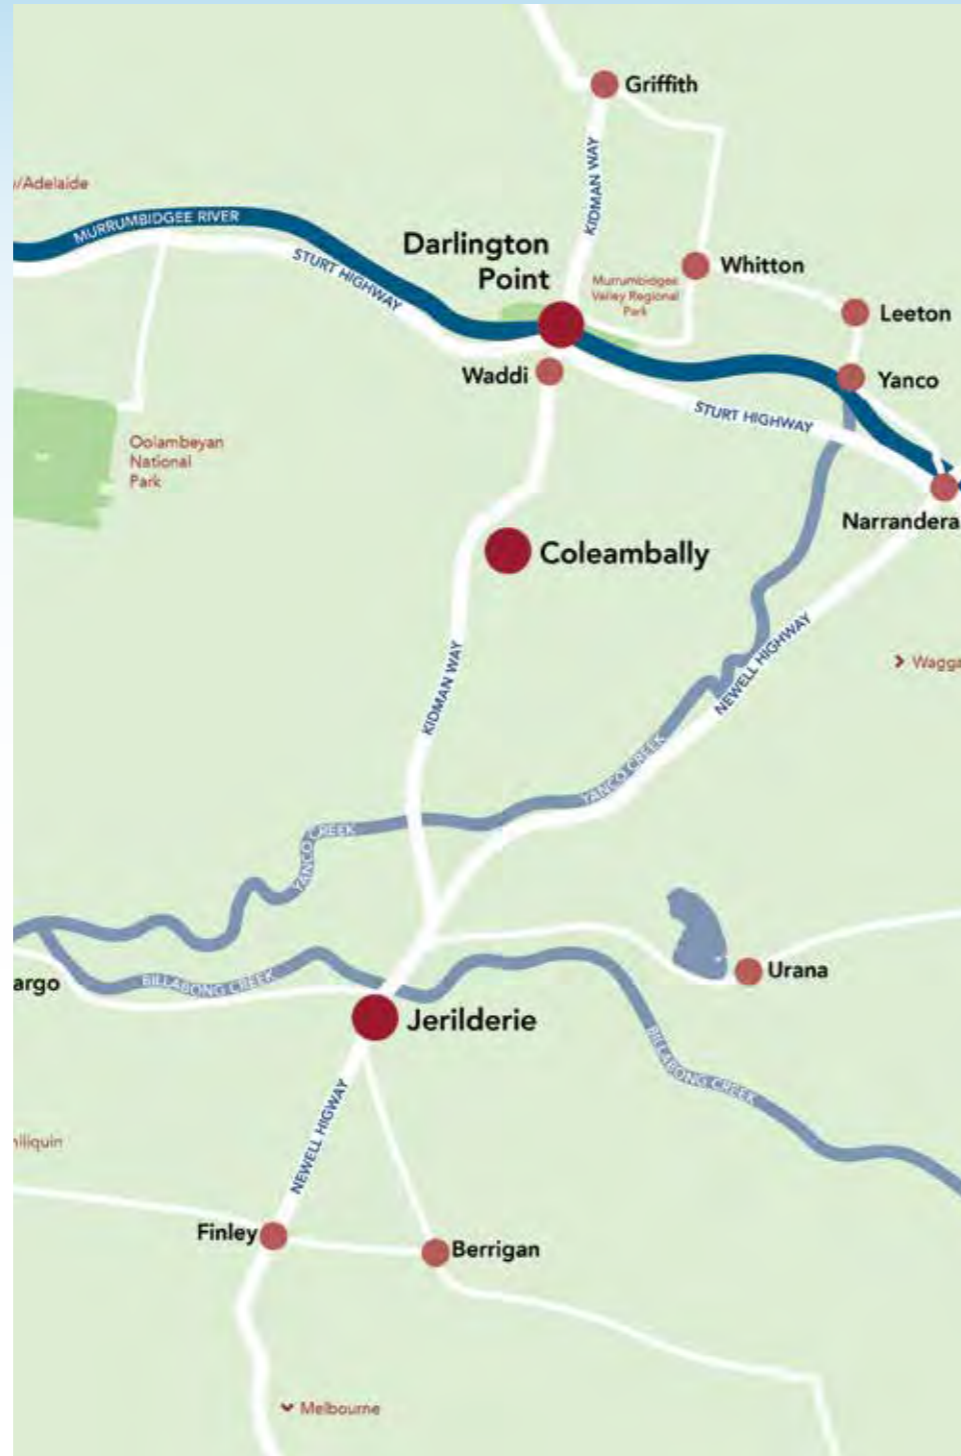 Griffith
KIDMAN WAY
/Adelaide
MURRUMBIDGEE RIVER
STURT HIGHWAY
Darlington
Point
Murrumbidgee
Valley Regional
Park
Whitton
Leeton
Waddi
Yanco
STURT HIGHWAY
Oolambeyan
National
Park
Narrandera
Coleambally
KIDMAN WAY
NEWELL HIGHWAY
Wagga
YANCO CREEK
YANCO CREEK
argo
BILLABONG CREEK
Urana
Jerilderie
BILLABONG CREEK
NEWELL HIGWAY
niliquin
Finley
Berrigan
Melbourne